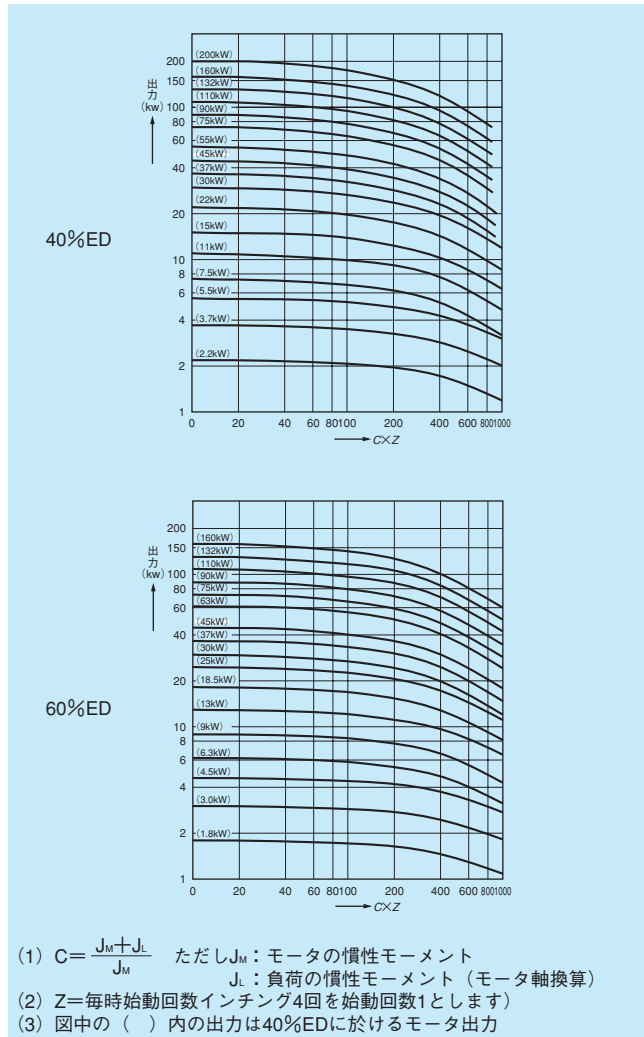 40%ED
出力
(kw)
200
150
100
80
60
40
20
10
8
6
4
2
1
(200kW)
(160kW)
(132kW)
(110kW)
(90kW)
(75kW)
(55kW)
(45kW)
(37kW)
(30kW)
(22kW)
(15kW)
(11kW)
(7.5kW)
(5.5kW)
(3.7kW)
(2.2kW)
0 20 40 60 80 100 200 400 600 800 1000
C×Z
60%ED
出力
(kw)
200
150
100
80
60
40
20
10
8
6
4
2
1
(160kW)
(132kW)
(110kW)
(90kW)
(75kW)
(63kW)
(45kW)
(37kW)
(30kW)
(25kW)
(18.5kW)
(13kW)
(9kW)
(6.3kW)
(4.5kW)
(3.0kW)
(1.8kW)
0 20 40 60 80 100 200 400 600 800 1000
C×Z
(1) C=JM+JL/JM ただしJM:モータの慣性モーメント
JL:負荷の慣性モーメント(モータ軸換算)
(2) Z=毎時始動回数インチング4回を始動回数1とします)
(3) 図中の( )内の出力は40%EDに於けるモータ出力